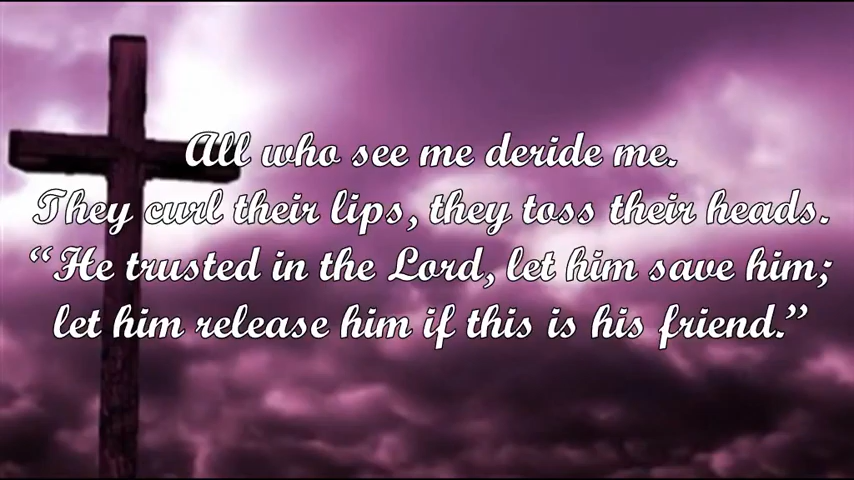 All who see me deride me.
They curl their lips, they toss their heads.
“He trusted in the Lord, let him save him;
let him release him if this is his friend.”